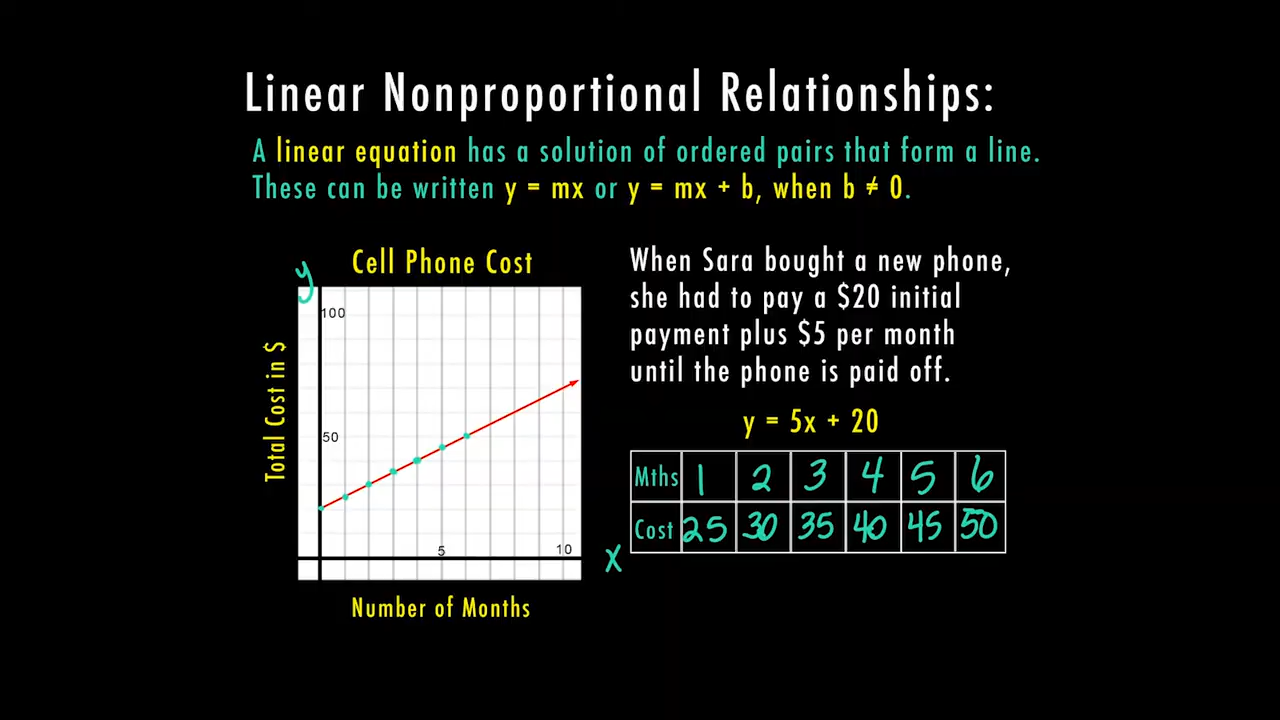 Linear Nonproportional Relationships:
A linear equation has a solution of ordered pairs that form a line.
These can be written y = mx or y = mx + b, when b ≠ 0.
y
Cell Phone Cost
100
50
5
10
Total Cost in $
x
Number of Months
When Sara bought a new phone,
she had to pay a $20 initial
payment plus $5 per month
until the phone is paid off.
y = 5x + 20
Mths 1 2 3 4 5 6
Cost 25 30 35 40 45 50